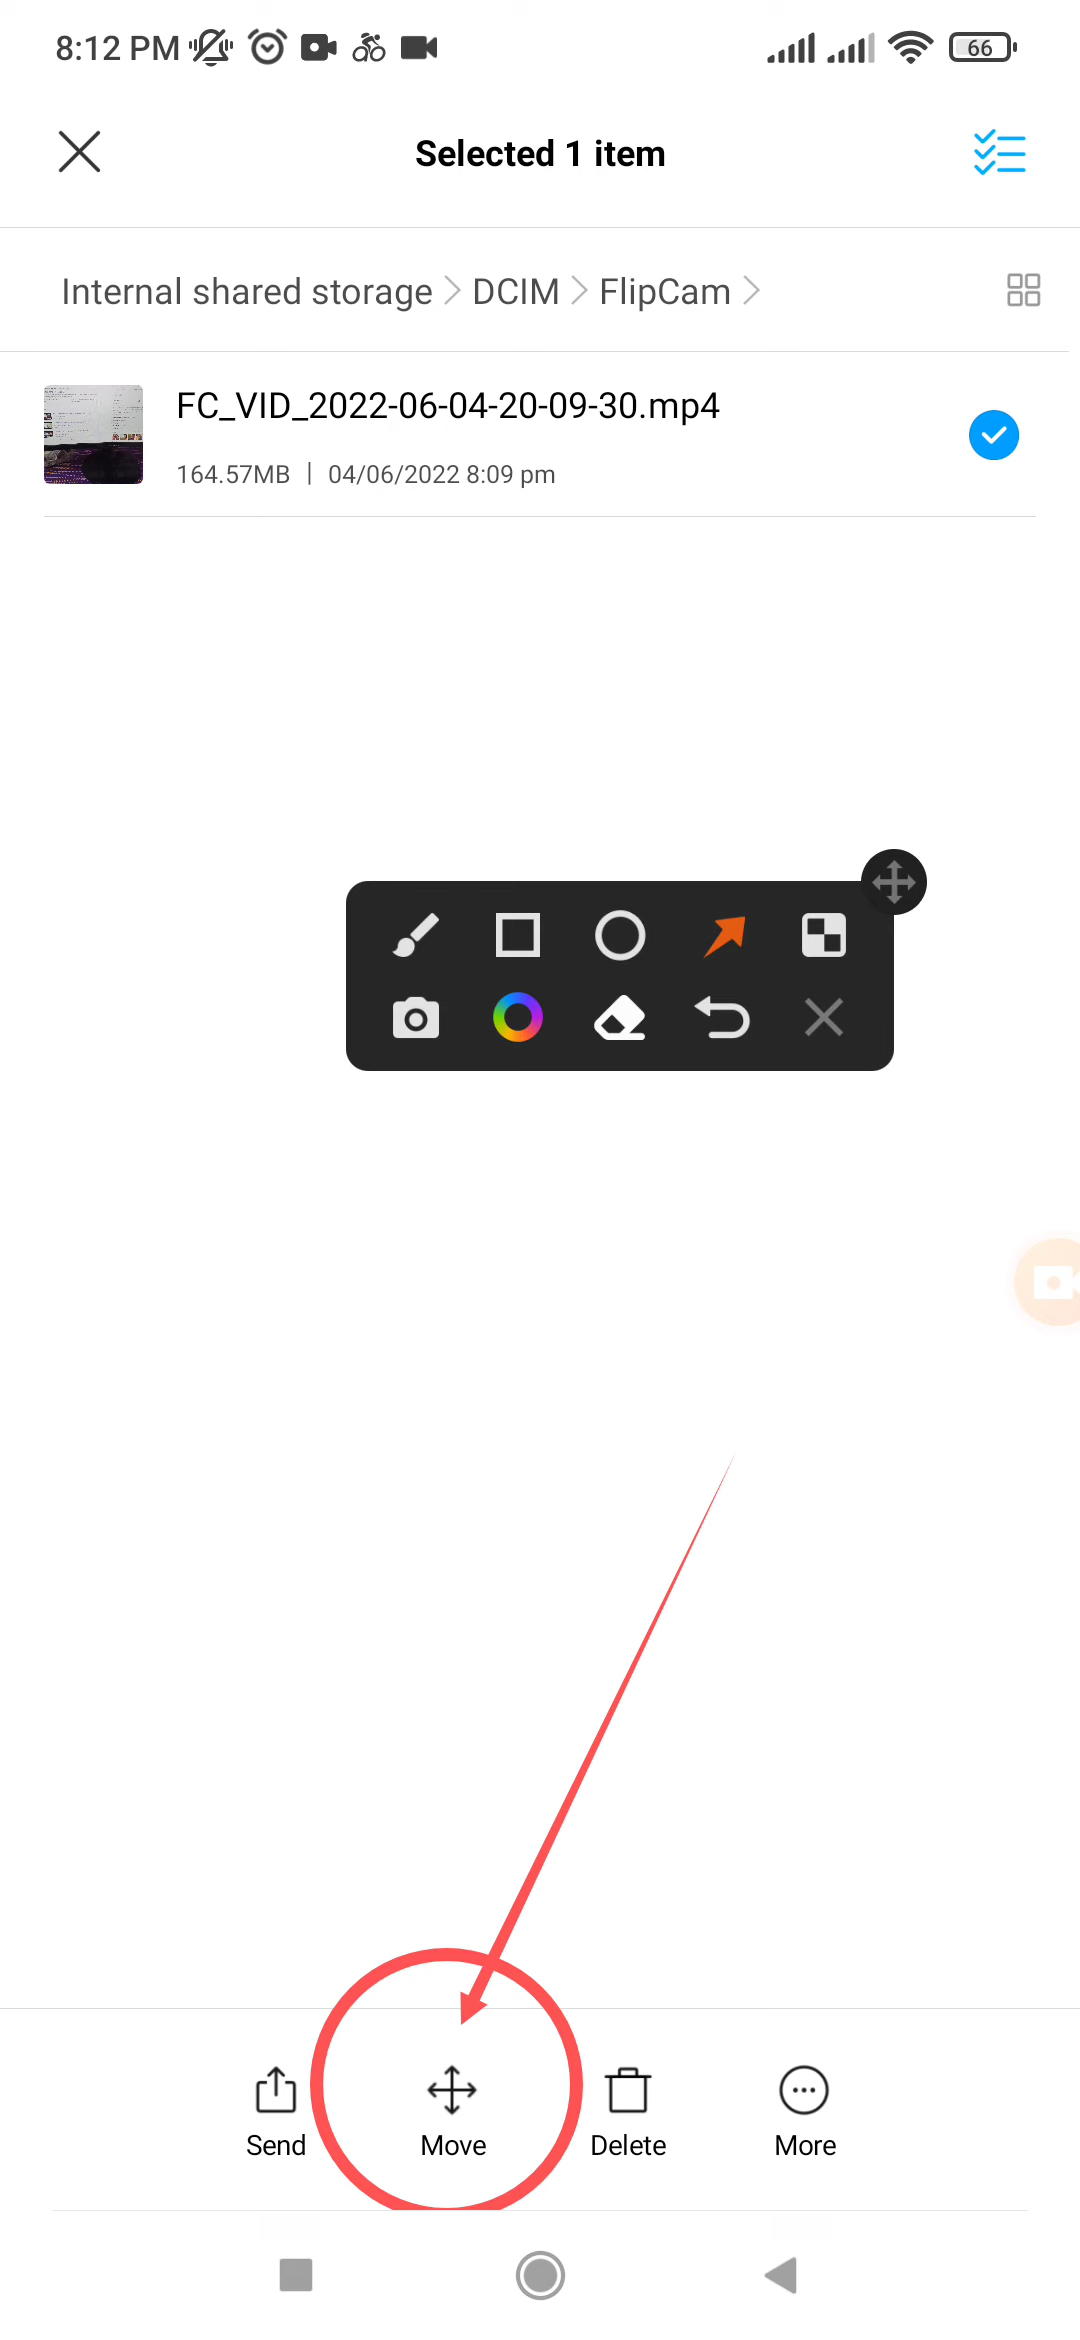 8:12 PM 66
Selected 1 item
Internal shared storage DCIM FlipCam
FC_VID_2022-06-04-20-09-30.mp4
164.57MB | 04/06/2022 8:09 pm
Send Move Delete More